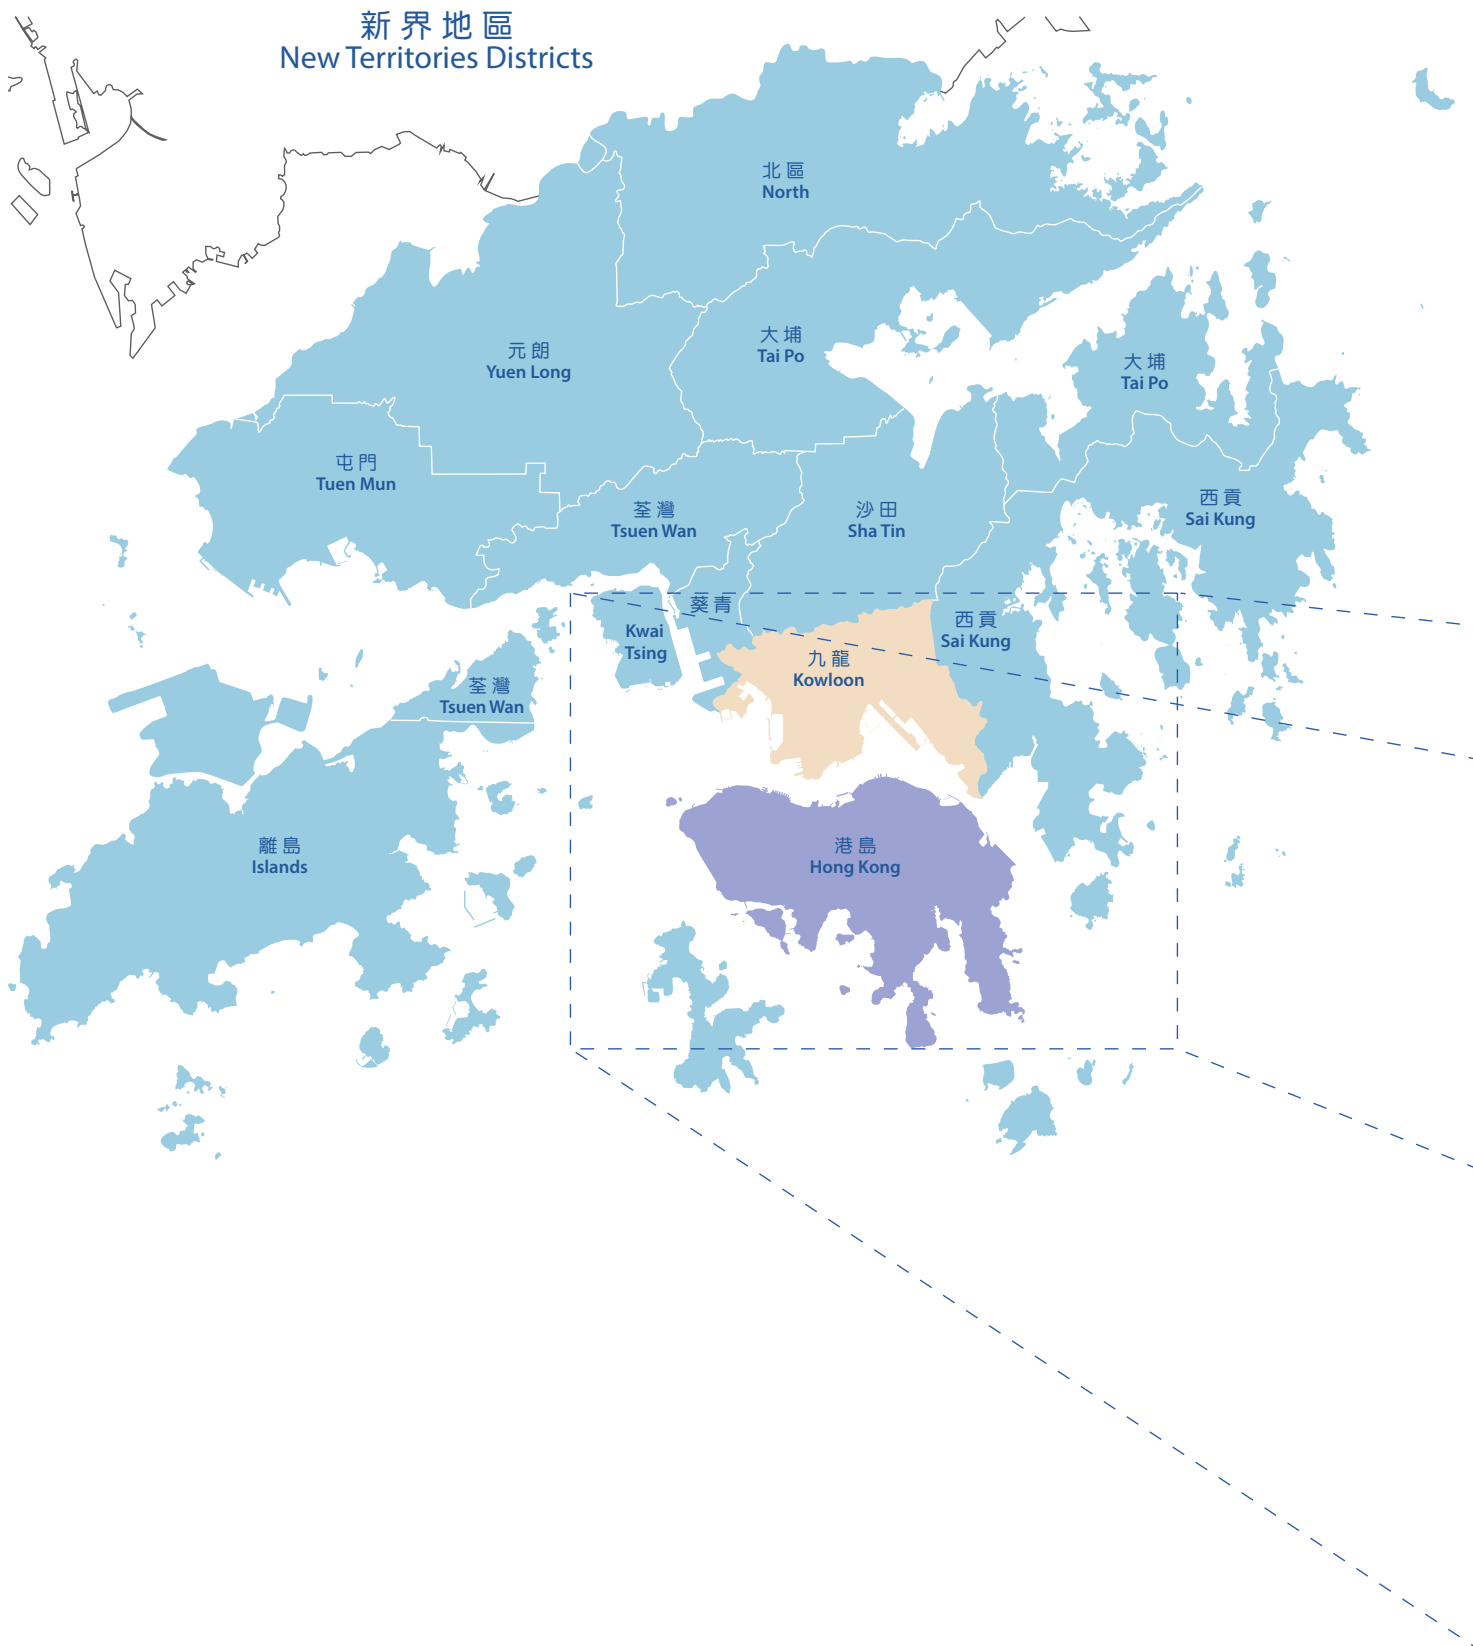 新界地區
New Territories Districts
北區
North
大埔
Tai Po
元朗
Yuen Long
大埔
Tai Po
屯門
Tuen Mun
荃灣
Tsuen Wan
沙田
Sha Tin
西貢
Sai Kung
葵青
Kwai
Tsing
西貢
Sai Kung
九龍
Kowloon
荃灣
Tsuen Wan
離島
Islands
港島
Hong Kong